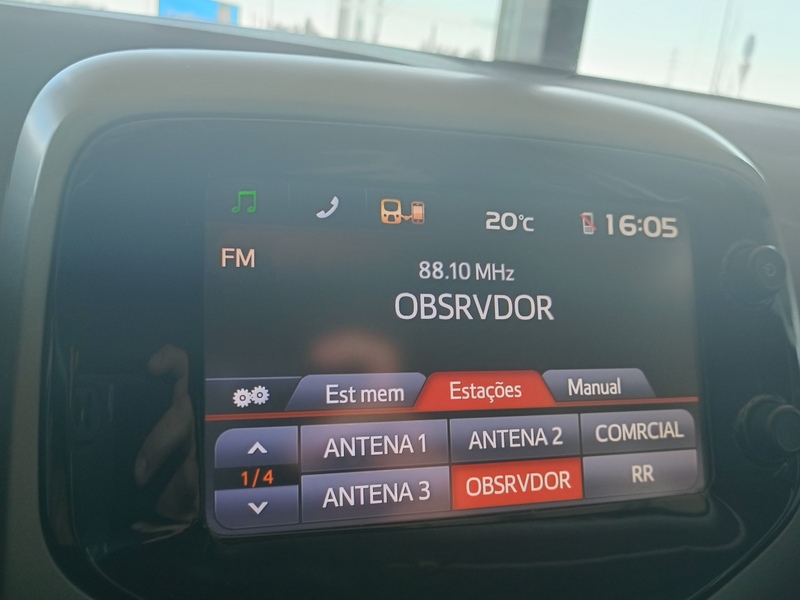 20°C 16:05
FM
88.10 MHz
OBSRVDOR
Est mem Estações Manual
ANTENA 1 ANTENA 2 COMRCIAL
1/4
ANTENA 3 OBSRVDOR RR